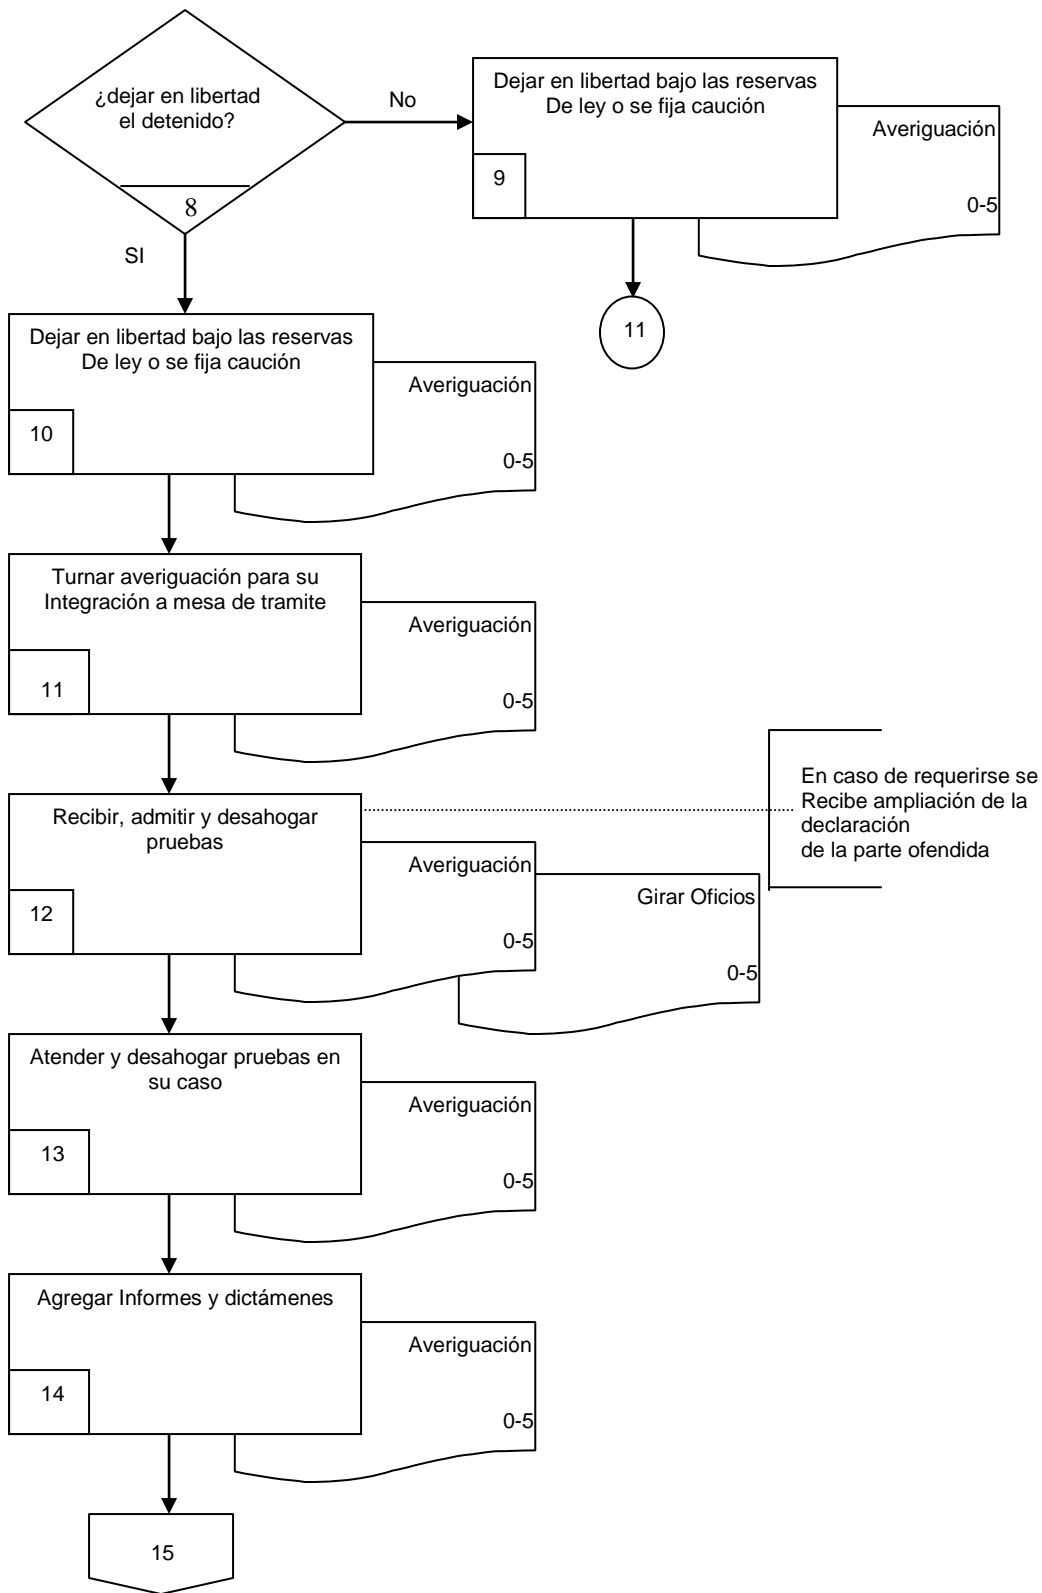 ¿dejar en libertad
el detenido?
8
No
SI
Dejar en libertad bajo las reservas
De ley o se fija caución
9
Averiguación
0-5
11
Dejar en libertad bajo las reservas
De ley o se fija caución
10
Averiguación
0-5
Turnar averiguación para su
Integración a mesa de tramite
11
Averiguación
0-5
Recibir, admitir y desahogar
pruebas
12
Averiguación
0-5
Girar Oficios
0-5
En caso de requerirse se
Recibe ampliación de la
declaración
de la parte ofendida
Atender y desahogar pruebas en
su caso
13
Averiguación
0-5
Agregar Informes y dictámenes
14
Averiguación
0-5
15